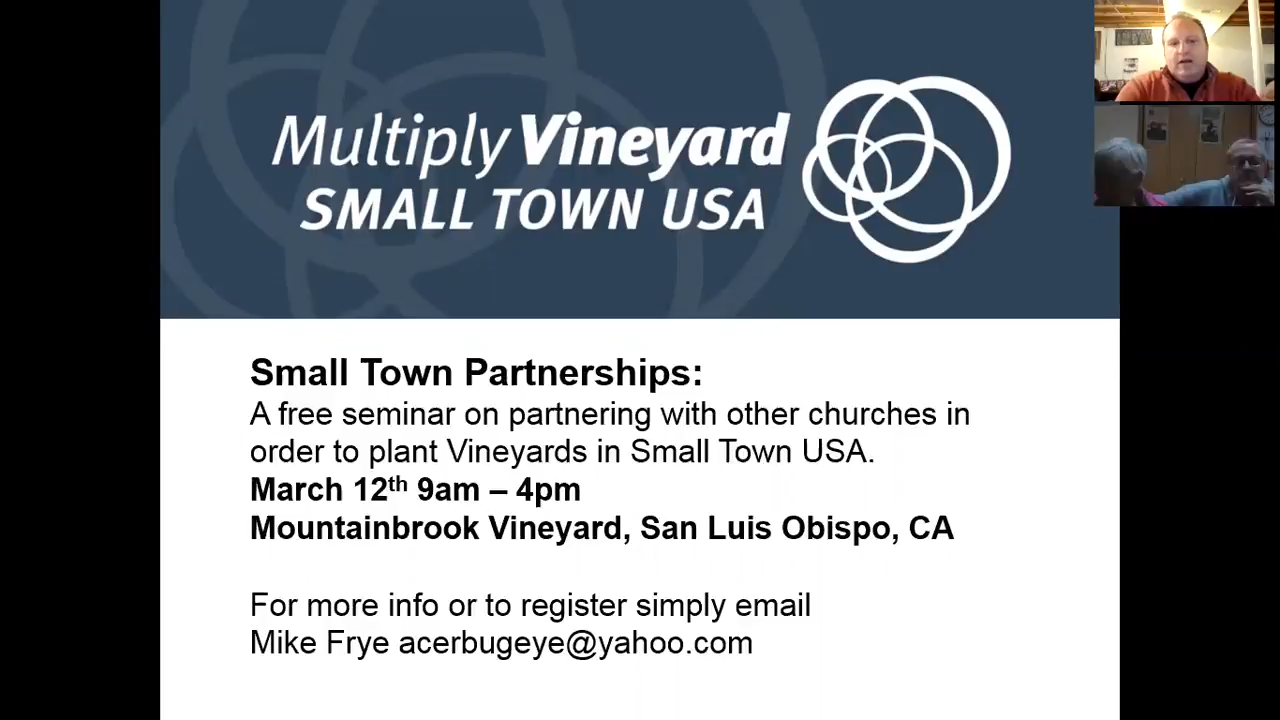 Multiply Vineyard
SMALL TOWN USA
Small Town Partnerships:
A free seminar on partnering with other churches in
order to plant Vineyards in Small Town USA.
March 12th 9am – 4pm
Mountainbrook Vineyard, San Luis Obispo, CA
For more info or to register simply email
Mike Frye acerbugeye@yahoo.com